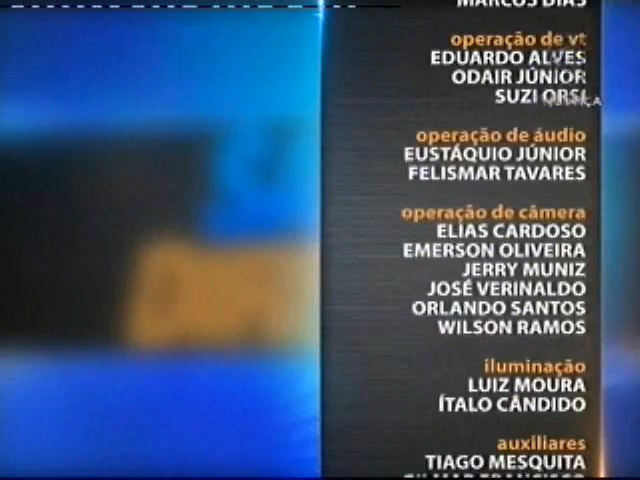 MARCOS DIAS
operação de vt
EDUARDO ALVES
ODAIR JÚNIOR
SUZI ORSI
operação de áudio
EUSTÁQUIO JÚNIOR
FELISMAR TAVARES
operação de câmera
ELIAS CARDOSO
EMERSON OLIVEIRA
JERRY MUNIZ
JOSÉ VERINALDO
ORLANDO SANTOS
WILSON RAMOS
iluminação
LUIZ MOURA
ÍTALO CÂNDIDO
auxiliares
TIAGO MESQUITA